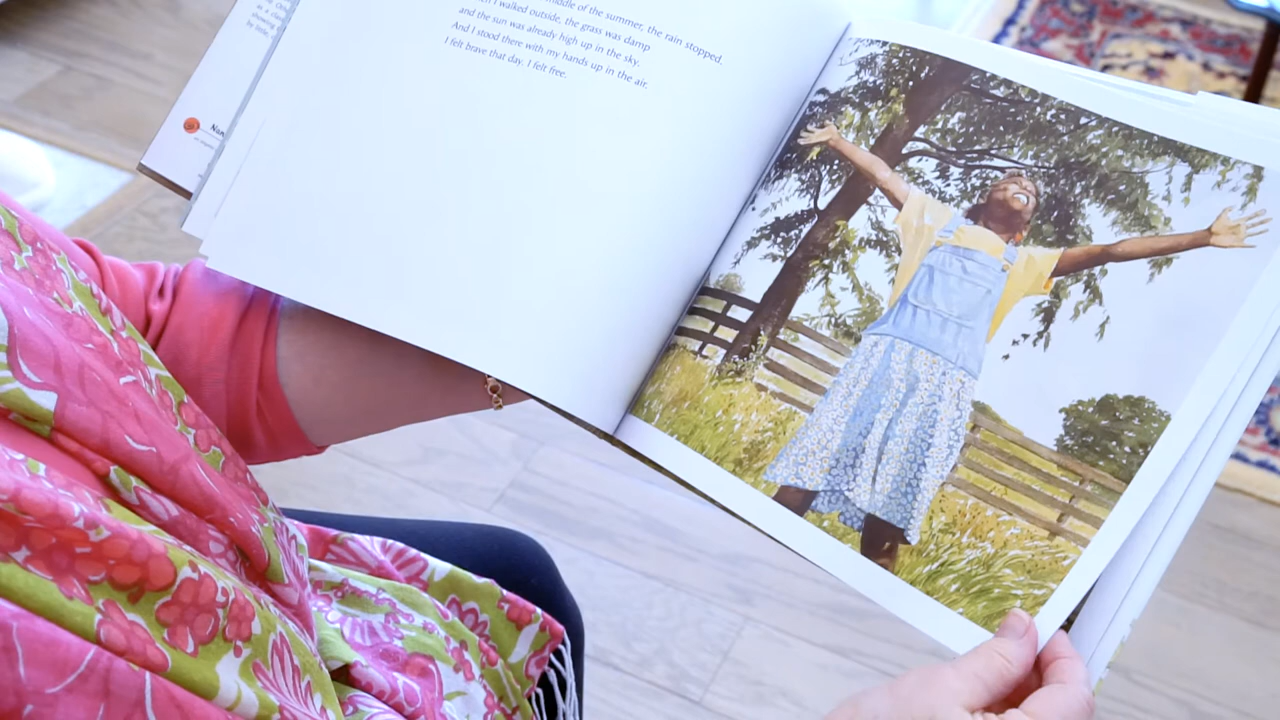 middle of the summer, the rain stopped.
I walked outside, the grass was damp
and the sun was already high up in the sky.
And I stood there with my hands up in the air.
I felt brave that day. I felt free.
Nan